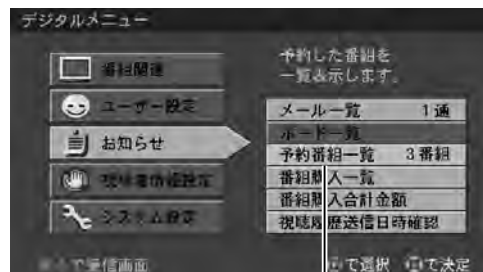 デジタルメニュー
番組関連
ユーザー設定
お知らせ
視聴者情報設定
システム設定
予約した番組を
一覧表示します。
メール一覧 1通
ボード一覧
予約番組一覧 3番組
番組購入一覧
番組購入合計金額
視聴履歴送信日時確認
で選択 で決定